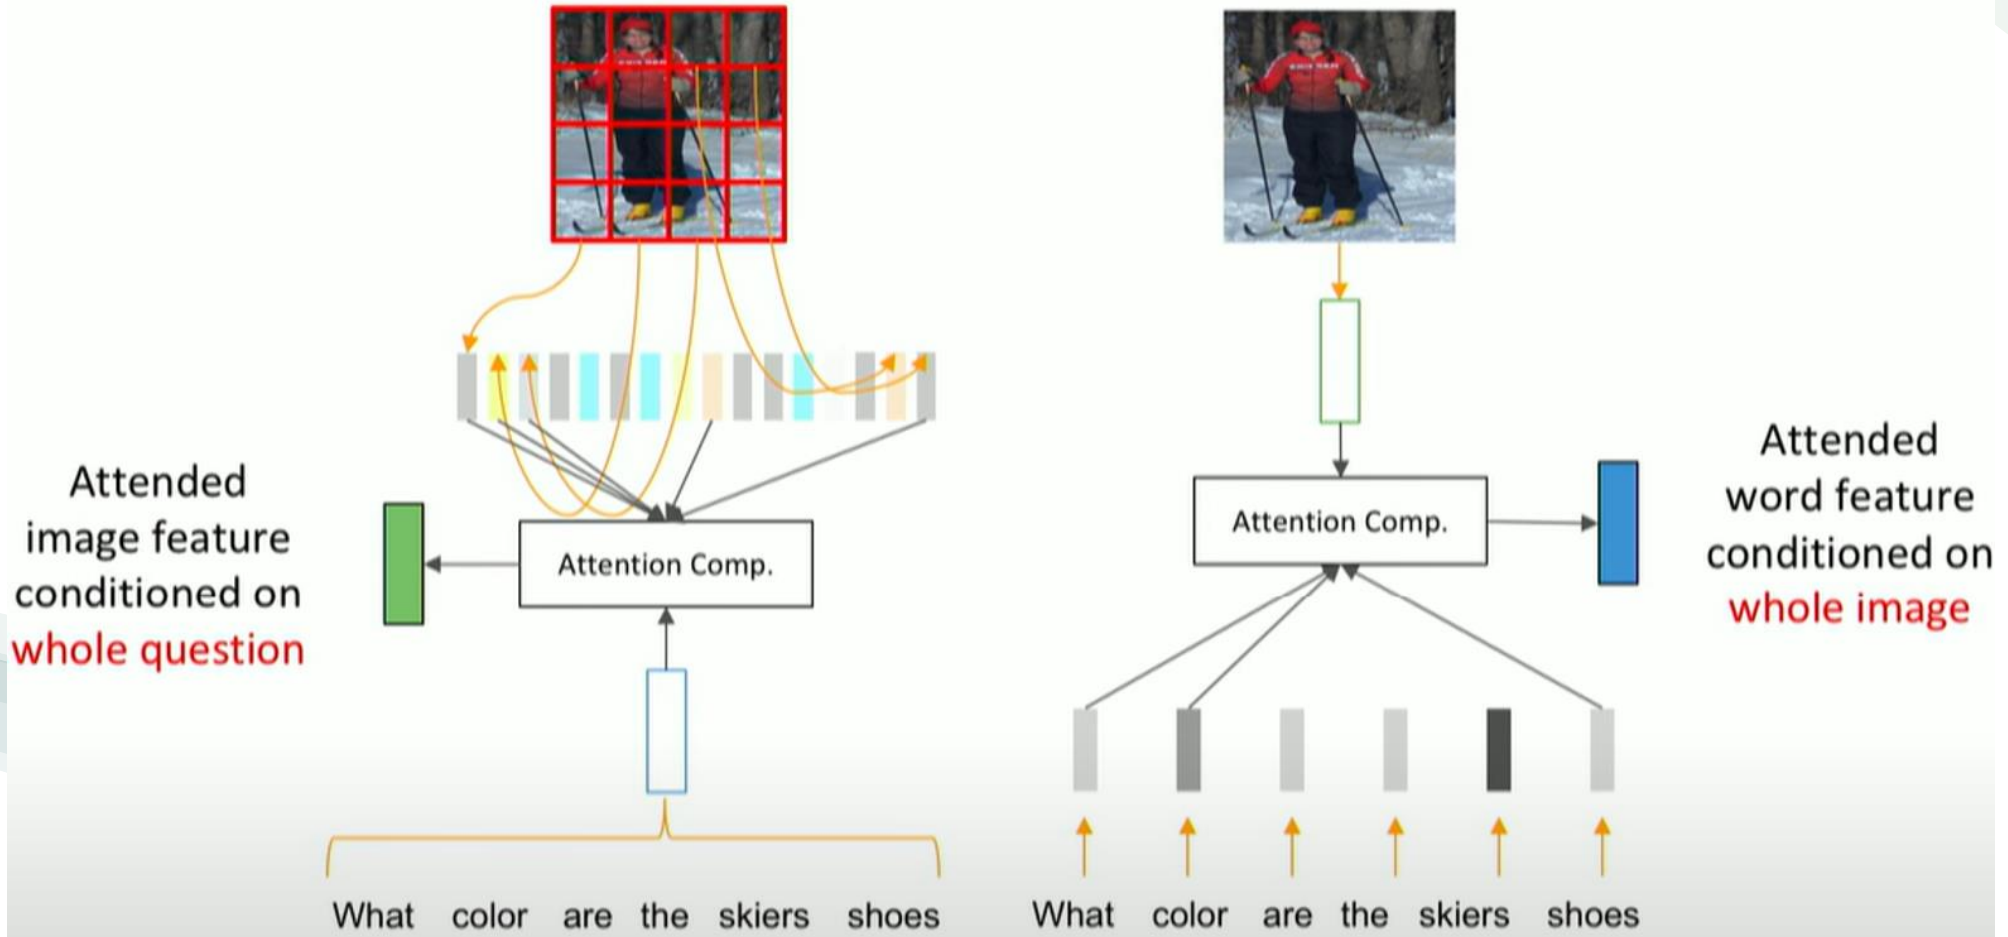 Attended
image feature
conditioned on
whole question
Attention Comp.
What color are the skiers shoes
Attention Comp.
Attended
word feature
conditioned on
whole image
What color are the skiers shoes